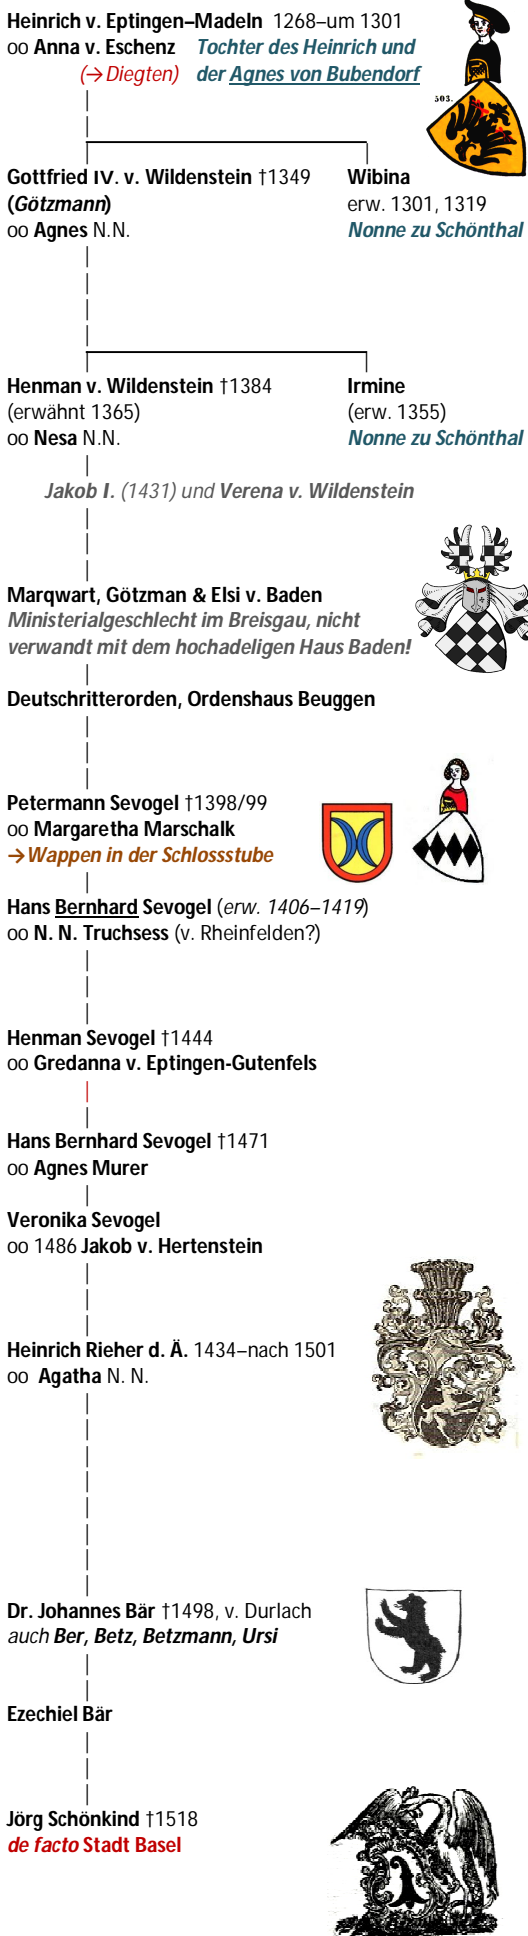 Heinrich v. Eptingen–Madeln 1268–um 1301
oo Anna v. Eschenz Tochter des Heinrich und
(→Diegten) der Agnes von Bubendorf
503.
Gottfried IV. v. Wildenstein †1349 Wibina
(Götzmann) erw. 1301, 1319
oo Agnes N.N. Nonne zu Schönthal
Henman v. Wildenstein †1384 Irmine
(erwähnt 1365) (erw. 1355)
oo Nesa N.N. Nonne zu Schönthal
Jakob I. (1431) und Verena v. Wildenstein
Marqwart, Götzman & Elsi v. Baden
Ministerialgeschlecht im Breisgau, nicht
verwandt mit dem hochadeligen Haus Baden!
Deutschritterorden, Ordenshaus Beuggen
Petermann Sevogel †1398/99
oo Margaretha Marschalk
→Wappen in der Schlossstube
Hans Bernhard Sevogel (erw. 1406–1419)
oo N. N. Truchsess (v. Rheinfelden?)
Henman Sevogel †1444
oo Gredanna v. Eptingen-Gutenfels
Hans Bernhard Sevogel †1471
oo Agnes Murer
Veronika Sevogel
oo 1486 Jakob v. Hertenstein
Heinrich Rieher d. Ä. 1434–nach 1501
oo Agatha N. N.
Dr. Johannes Bär †1498, v. Durlach
auch Ber, Betz, Betzmann, Ursi
Ezechiel Bär
Jörg Schönkind †1518
de facto Stadt Basel